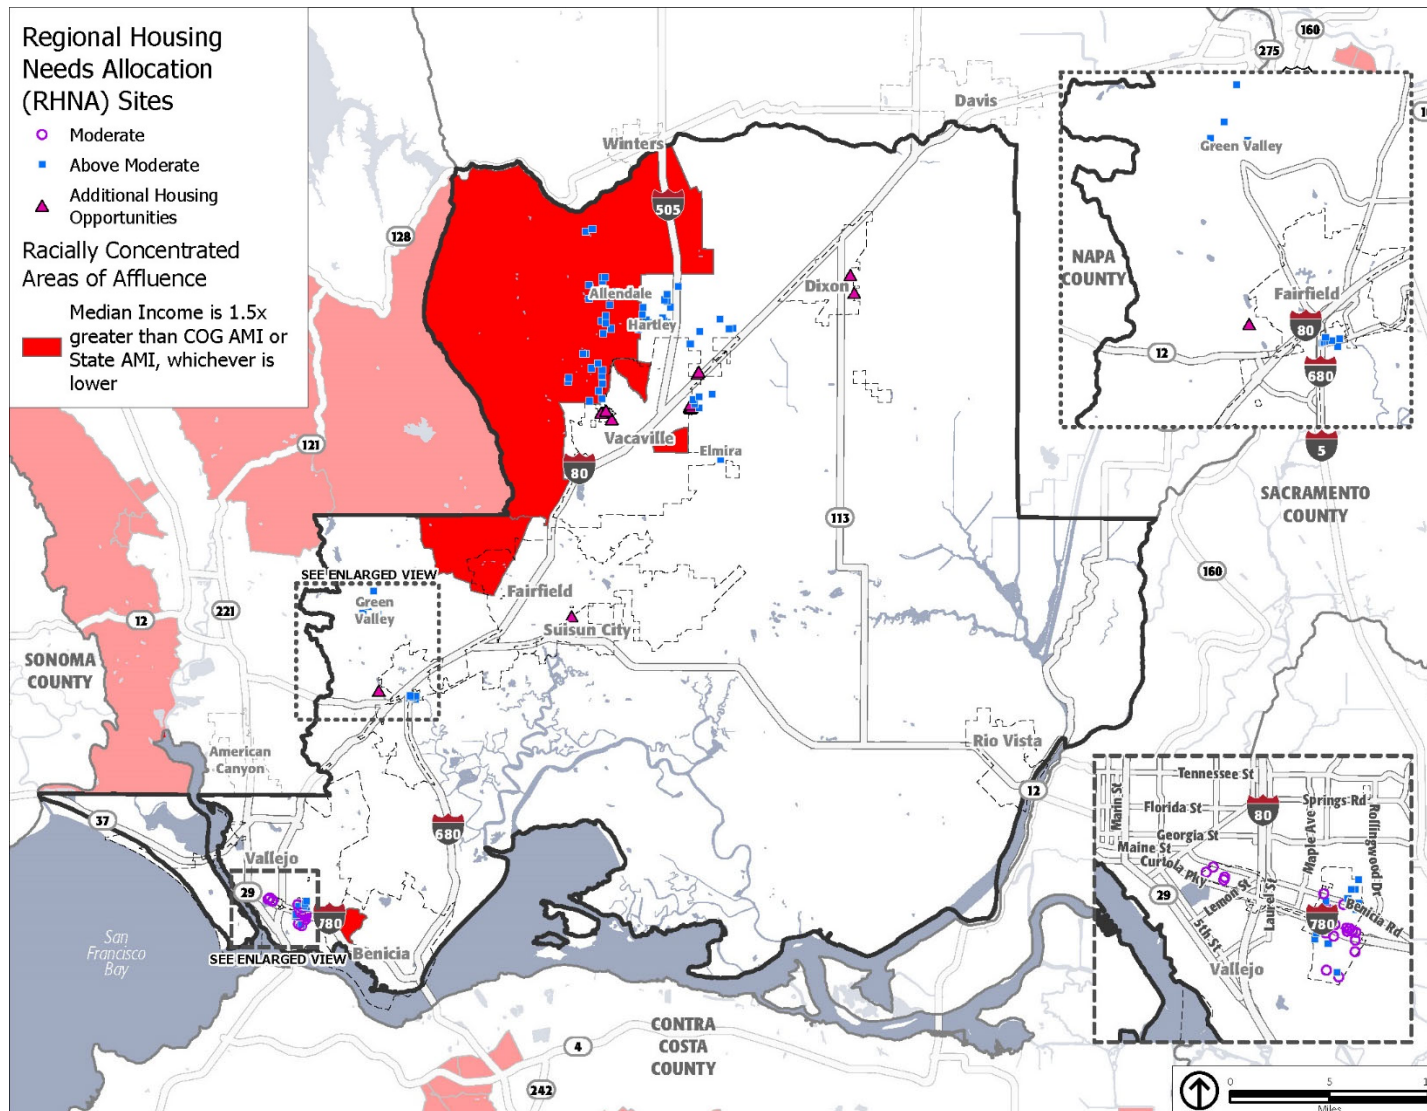 Regional Housing
Needs Allocation
(RHNA) Sites
Moderate
Above Moderate
Additional Housing
Opportunities
Racially Concentrated
Areas of Affluence
Median Income is 1.5x
greater than COG AMI or
State AMI, whichever is
lower
160
275
Davis
Winters
505
128
Green Valley
NAPA
COUNTY
Fairfield
80
12
680
Allendale
Hartley
Dixon
Vacaville
Elmira
80
121
5
SACRAMENTO
COUNTY
113
160
SEE ENLARGED VIEW
Green
Valley
Fairfield
Suisun City
221
12
SONOMA
COUNTY
American
Canyon
Rio Vista
12
37
680
Vallejo
29
780
SEE ENLARGED VIEW
Benicia
San
Francisco
Bay
Tennessee St
Marin St
Florida St
80
Springs Rd
Maple Ave
Rollingwood Dr
Georgia St
Maine St
Curtola Pky
Lemon St
Laurel St
29
5th St
780
Benicia Rd
Vallejo
CONTRA
COSTA
COUNTY
4
242
0
5
Miles